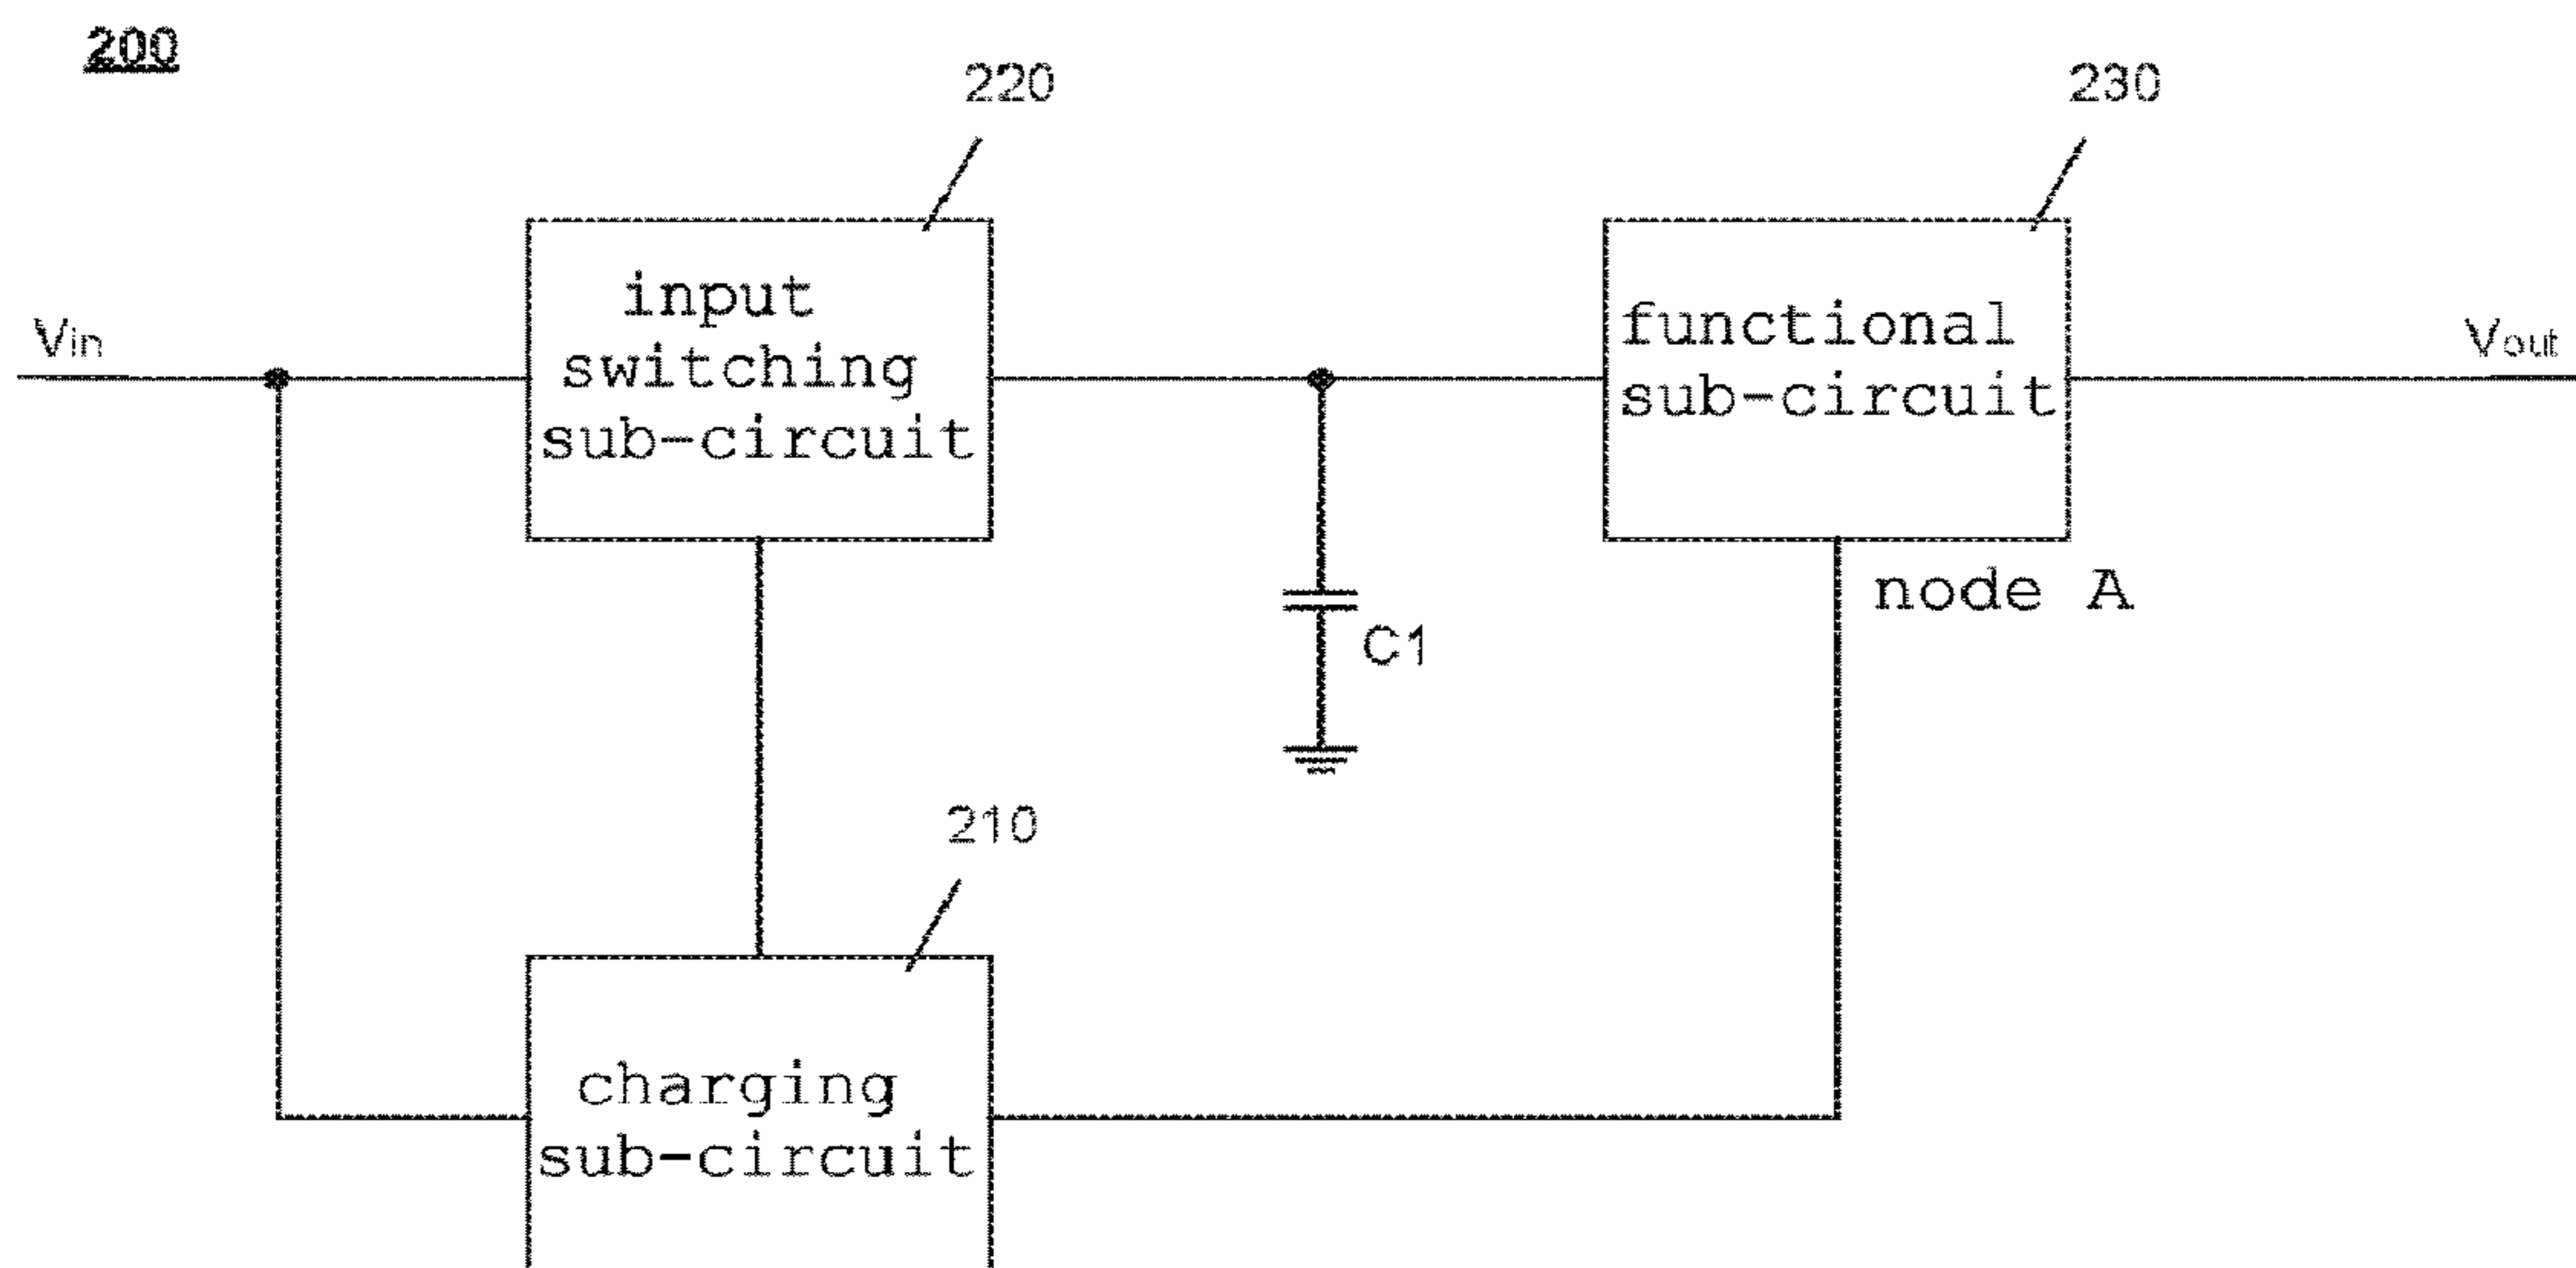 200
220
230
Vin
input
switching
sub-circuit
functional
sub-circuit
Vout
node A
C1
210
charging
sub-circuit